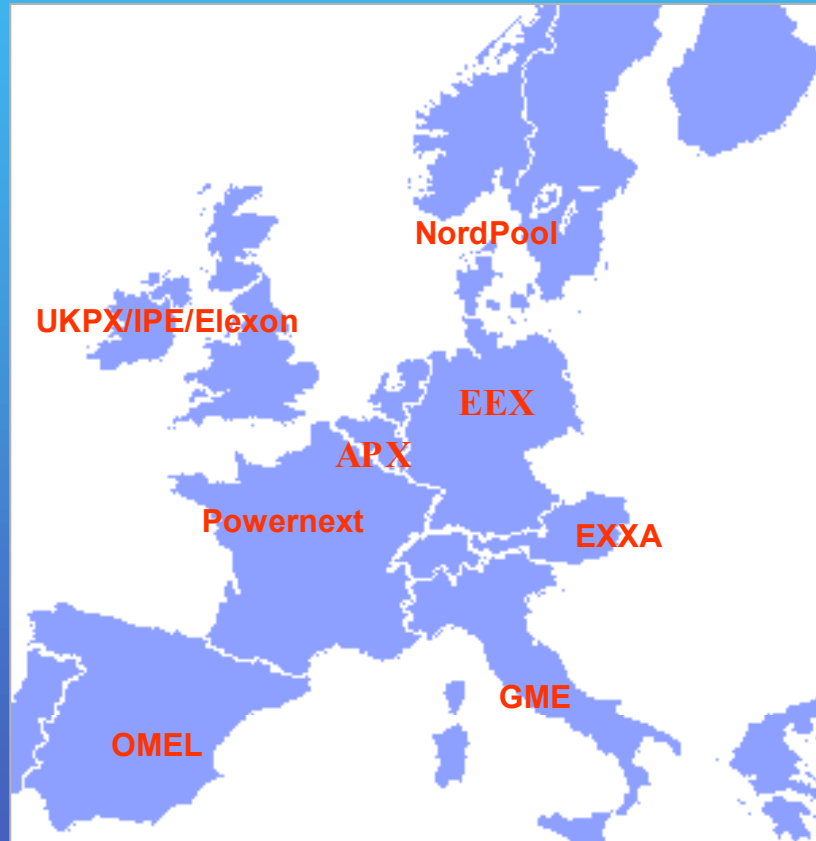 NordPool
UKPX/IPE/Elexon
EEX
APX
Powernext
EXXA
GME
OMEL